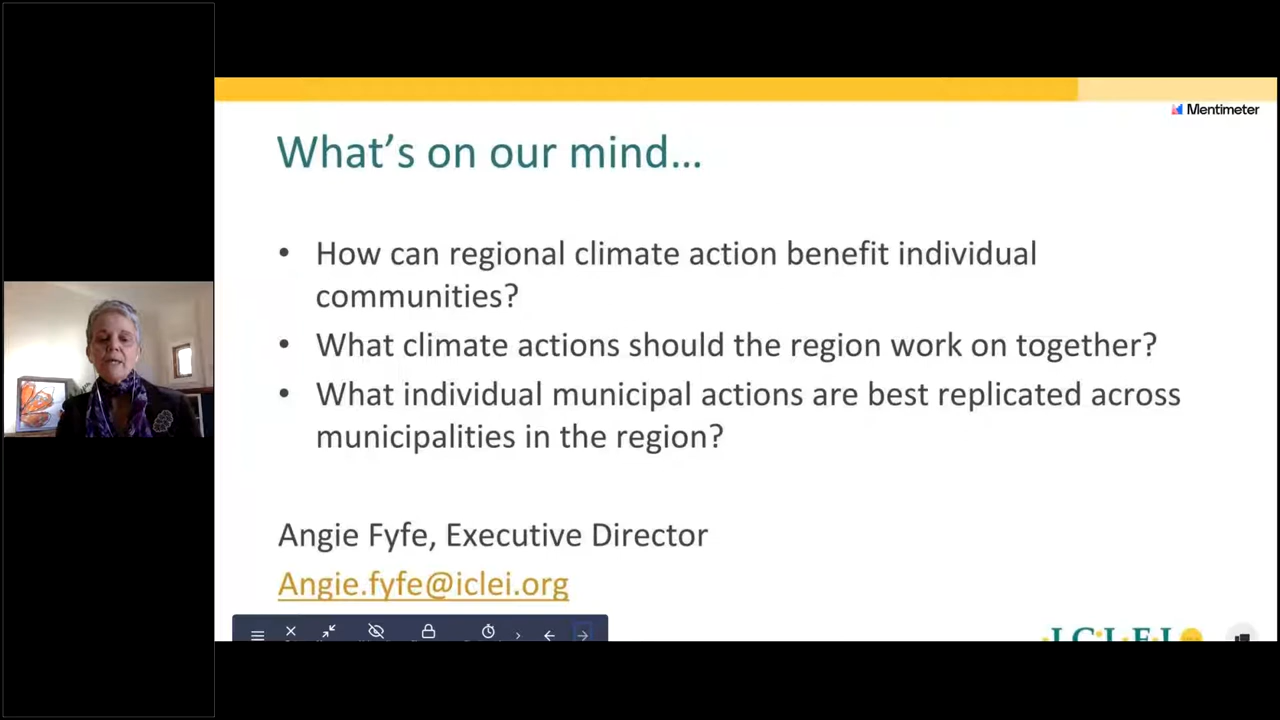 Mentimeter
What's on our mind...
• How can regional climate action benefit individual
communities?
• What climate actions should the region work on together?
• What individual municipal actions are best replicated across
municipalities in the region?
Angie Fyfe, Executive Director
Angie.fyfe@iclei.org
ICLEI